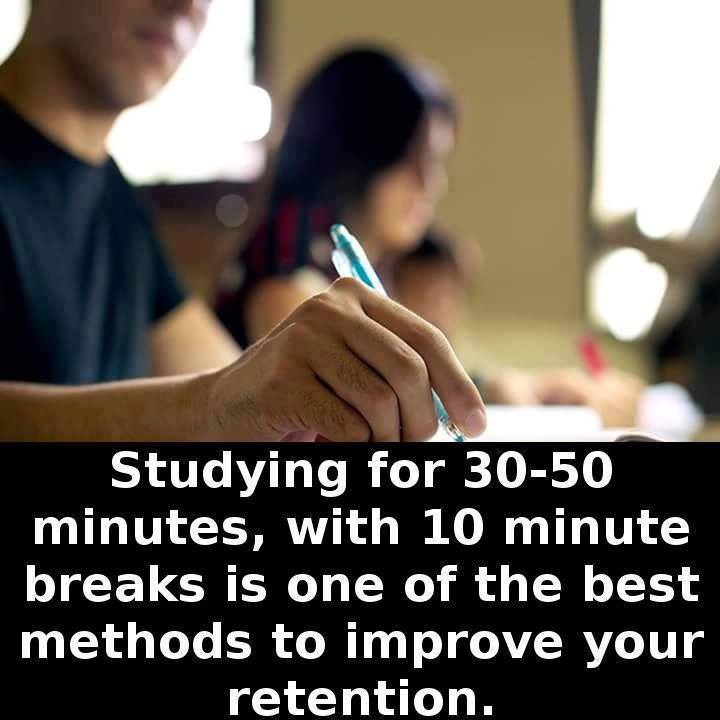 Studying for 30-50
minutes, with 10 minute
breaks is one of the best
methods to improve your
retention.